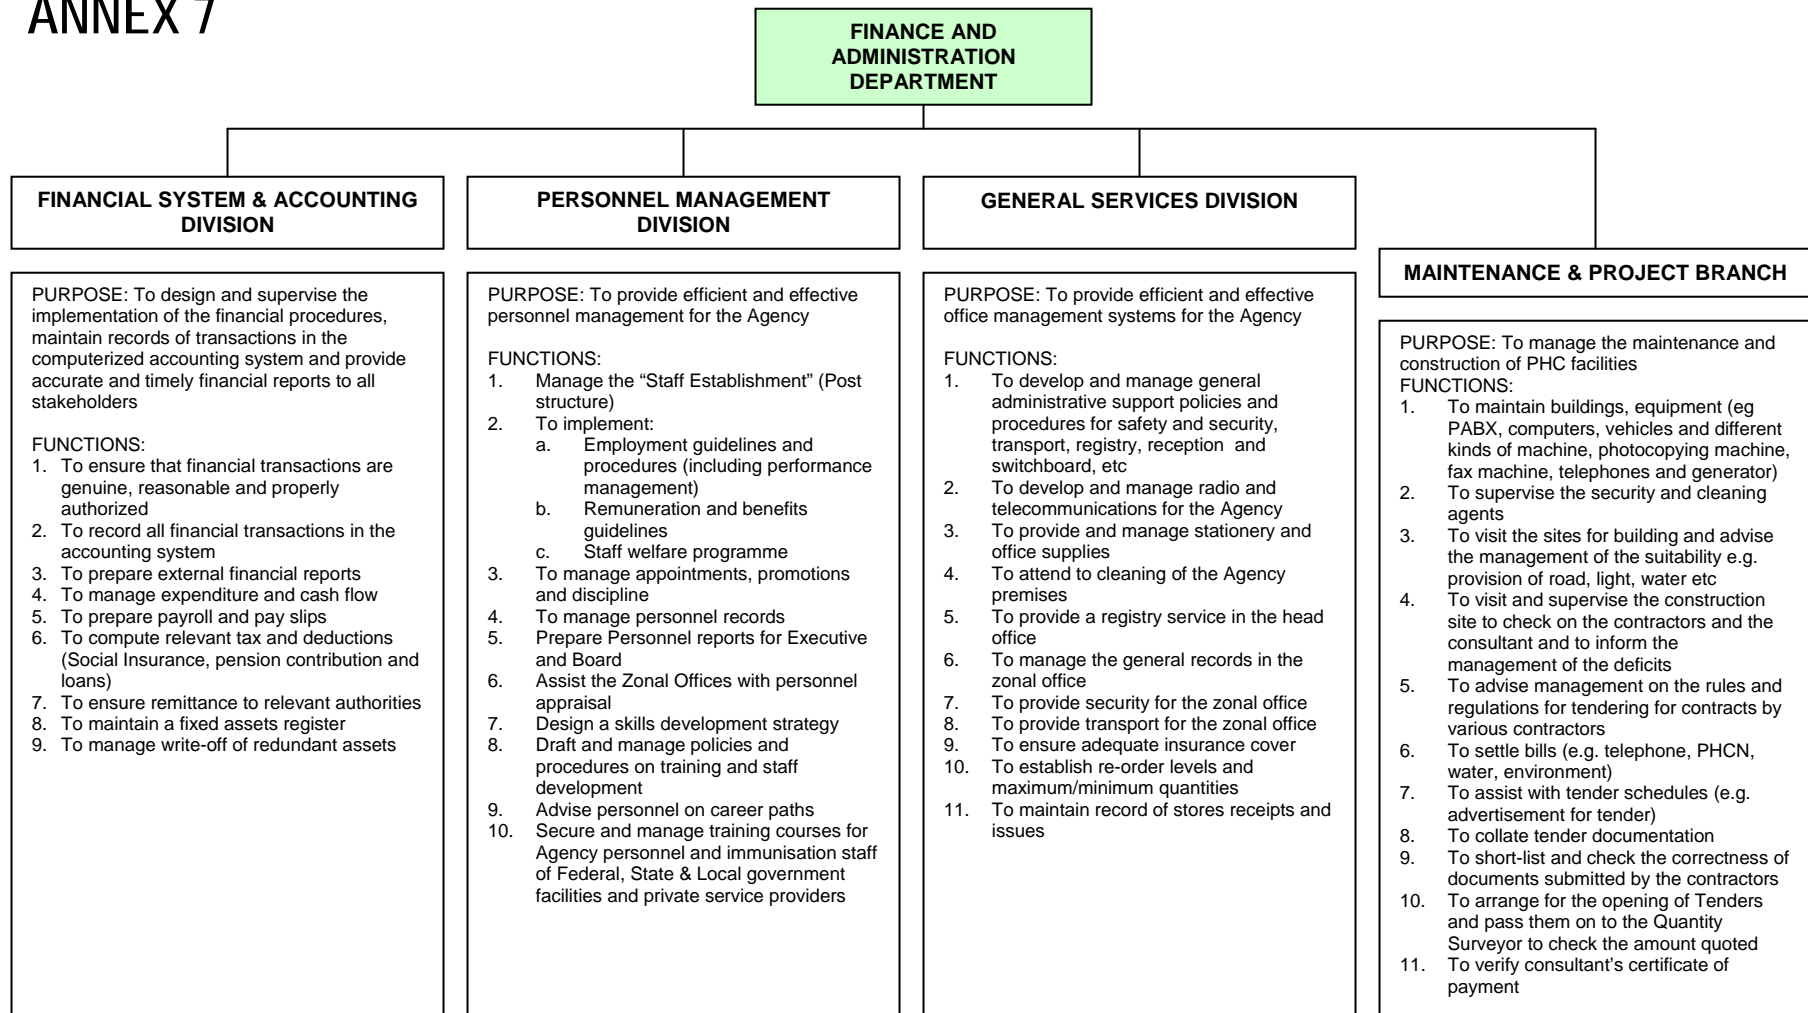 ANNEX 7
FINANCE AND
ADMINISTRATION
DEPARTMENT
FINANCIAL SYSTEM & ACCOUNTING
DIVISION
PURPOSE: To design and supervise the
implementation of the financial procedures,
maintain records of transactions in the
computerized accounting system and provide
accurate and timely financial reports to all
stakeholders
FUNCTIONS:
1. To ensure that financial transactions are
genuine, reasonable and properly
authorized
2. To record all financial transactions in the
accounting system
3. To prepare external financial reports
4. To manage expenditure and cash flow
5. To prepare payroll and pay slips
6. To compute relevant tax and deductions
(Social Insurance, pension contribution and
loans)
7. To ensure remittance to relevant authorities
8. To maintain a fixed assets register
9. To manage write-off of redundant assets
PERSONNEL MANAGEMENT
DIVISION
PURPOSE: To provide efficient and effective
personnel management for the Agency
FUNCTIONS:
1. Manage the “Staff Establishment” (Post
structure)
2. To implement:
a. Employment guidelines and
procedures (including performance
management)
b. Remuneration and benefits
guidelines
c. Staff welfare programme
3. To manage appointments, promotions
and discipline
4. To manage personnel records
5. Prepare Personnel reports for Executive
and Board
6. Assist the Zonal Offices with personnel
appraisal
7. Design a skills development strategy
8. Draft and manage policies and
procedures on training and staff
development
9. Advise personnel on career paths
10. Secure and manage training courses for
Agency personnel and immunisation staff
of Federal, State & Local government
facilities and private service providers
GENERAL SERVICES DIVISION
PURPOSE: To provide efficient and effective
office management systems for the Agency
FUNCTIONS:
1. To develop and manage general
administrative support policies and
procedures for safety and security,
transport, registry, reception and
switchboard, etc
2. To develop and manage radio and
telecommunications for the Agency
3. To provide and manage stationery and
office supplies
4. To attend to cleaning of the Agency
premises
5. To provide a registry service in the head
office
6. To manage the general records in the
zonal office
7. To provide security for the zonal office
8. To provide transport for the zonal office
9. To ensure adequate insurance cover
10. To establish re-order levels and
maximum/minimum quantities
11. To maintain record of stores receipts and
issues
MAINTENANCE & PROJECT BRANCH
PURPOSE: To manage the maintenance and
construction of PHC facilities
FUNCTIONS:
1. To maintain buildings, equipment (eg
PABX, computers, vehicles and different
kinds of machine, photocopying machine,
fax machine, telephones and generator)
2. To supervise the security and cleaning
agents
3. To visit the sites for building and advise
the management of the suitability e.g.
provision of road, light, water etc
4. To visit and supervise the construction
site to check on the contractors and the
consultant and to inform the
management of the deficits
5. To advise management on the rules and
regulations for tendering for contracts by
various contractors
6. To settle bills (e.g. telephone, PHCN,
water, environment)
7. To assist with tender schedules (e.g.
advertisement for tender)
8. To collate tender documentation
9. To short-list and check the correctness of
documents submitted by the contractors
10. To arrange for the opening of Tenders
and pass them on to the Quantity
Surveyor to check the amount quoted
11. To verify consultant’s certificate of
payment